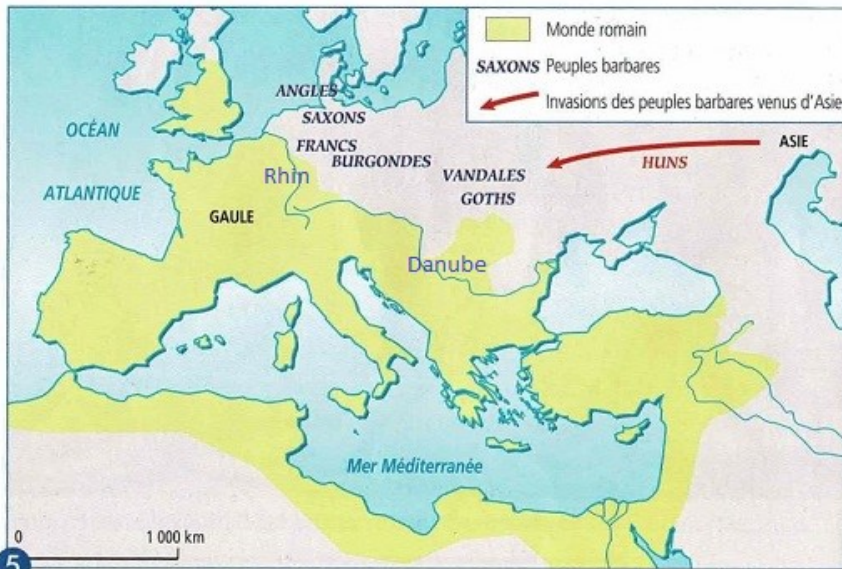 Monde romain
SAXONS Peuples barbares
Invasions des peuples barbares venus d'Asie
ANGLES
SAXONS
FRANCS
BURGONDES
VANDALES
GOTHS
HUNS
ASIE
OCÉAN
ATLANTIQUE
GAULE
Rhin
Danube
Mer Méditerranée
0 1 000 km
5